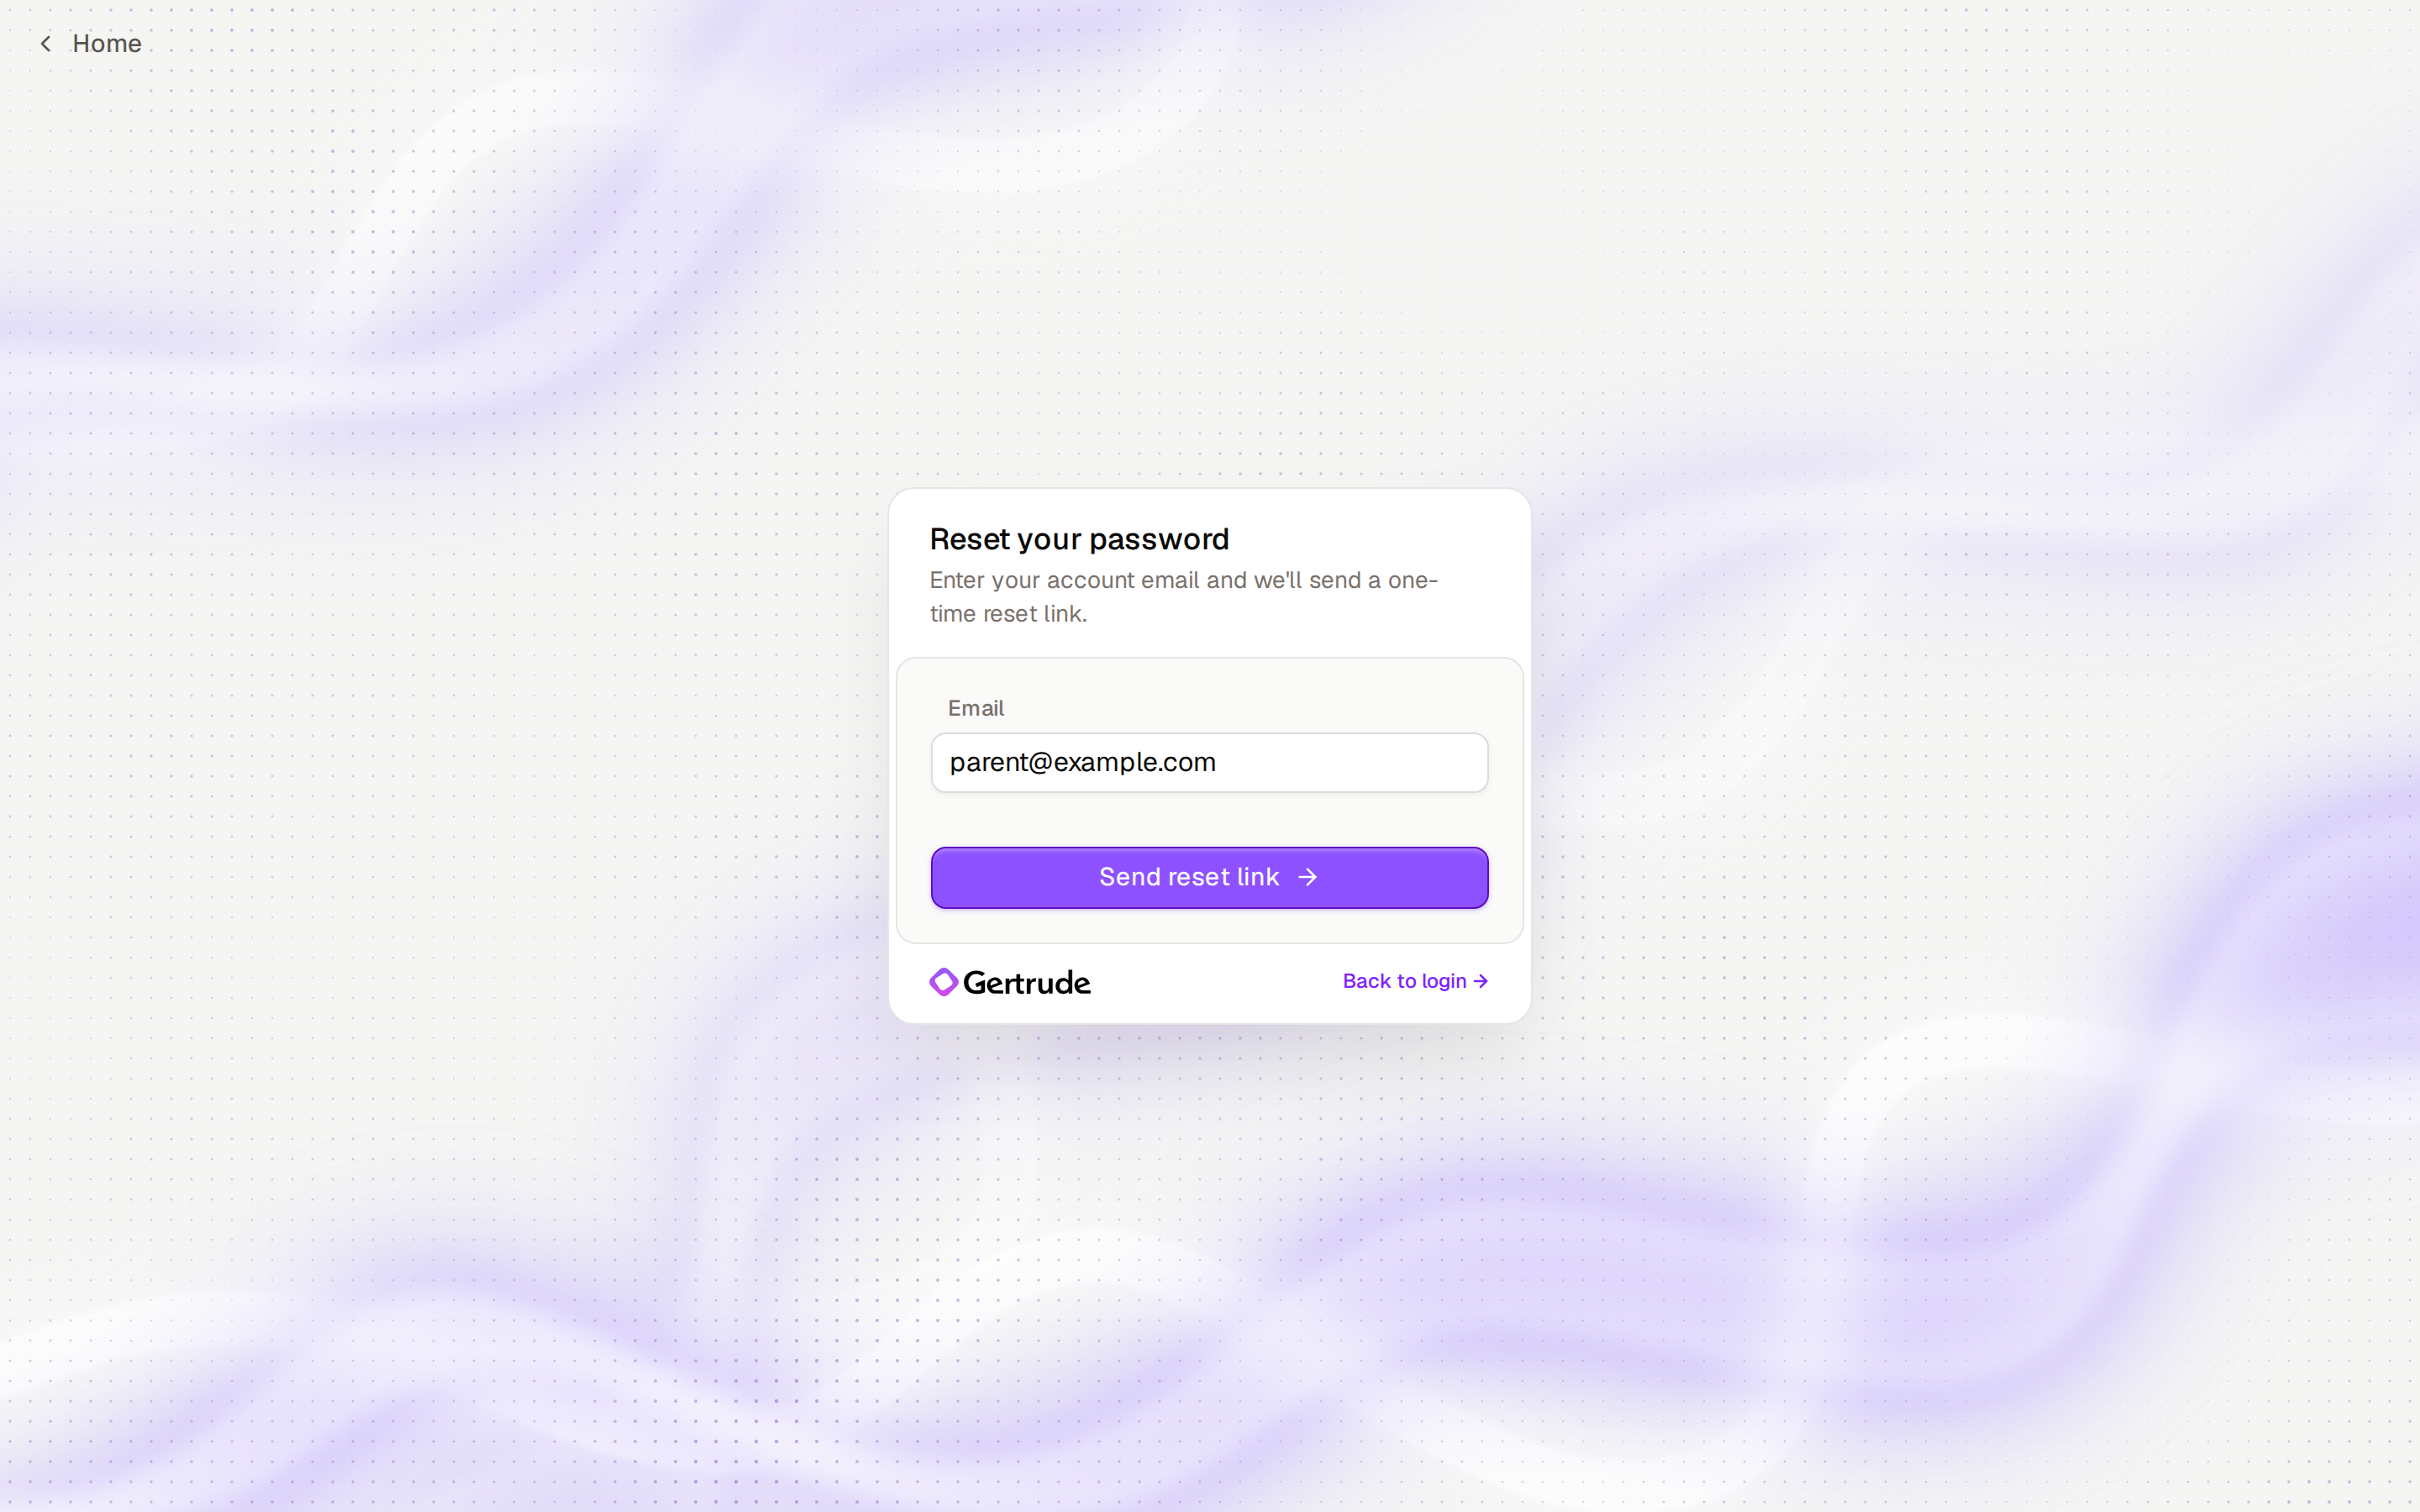 Home
Reset your password
Enter your account email and we'll send a one-
time reset link.
Email
parent@example.com
Send reset link
Gertrude
Back to login